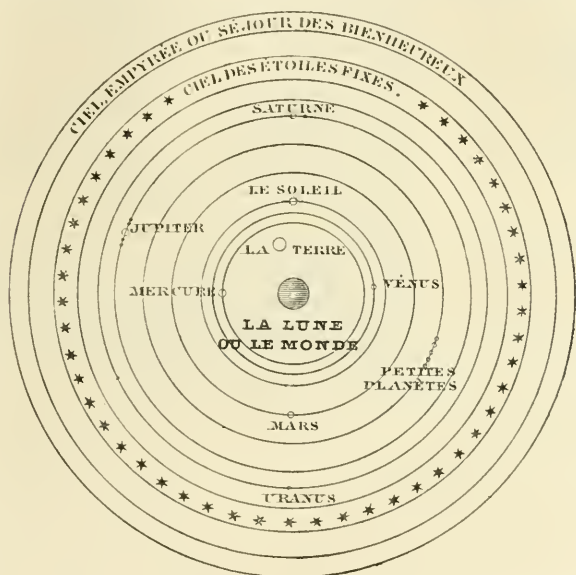 CIEL EMPYRÉE OU SÉJOUR DES BIENHEUREUX
CIEL DES ÉTOILES FIXES.
SATURNE
LE SOLEIL
JUPITER
LA TERRE
MERCURE
VÉNUS
LA LUNE
OU LE MONDE
PETITES
PLANÈTES
MARS
URANUS